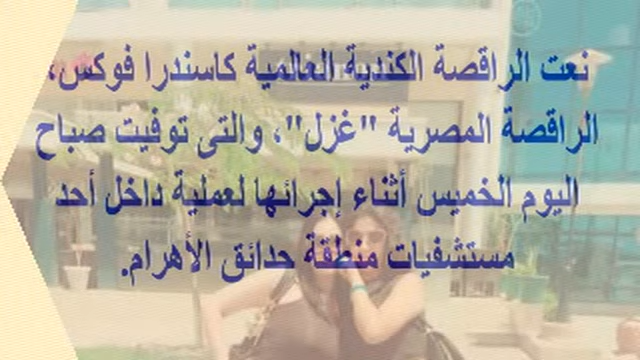 نعت الراقصة الكندية العالمية كاسندرا فوكس،
الراقصة المصرية "غزل"، والتى توفيت صباح
اليوم الخميس أثناء إجرائها لعملية داخل أحد
مستشفيات منطقة حدائق الأهرام.